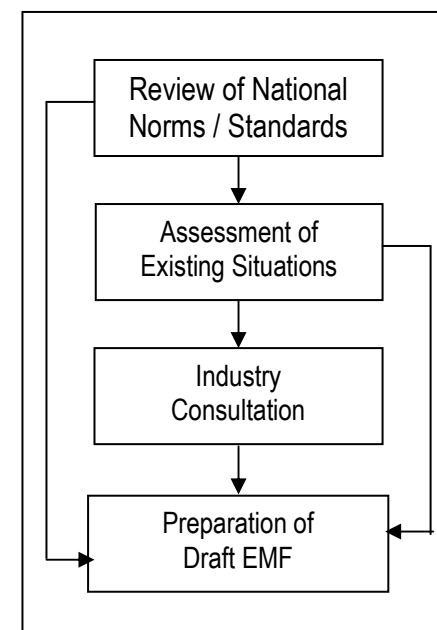 Review of National
Norms / Standards
Assessment of
Existing Situations
Industry
Consultation
Preparation of
Draft EMF